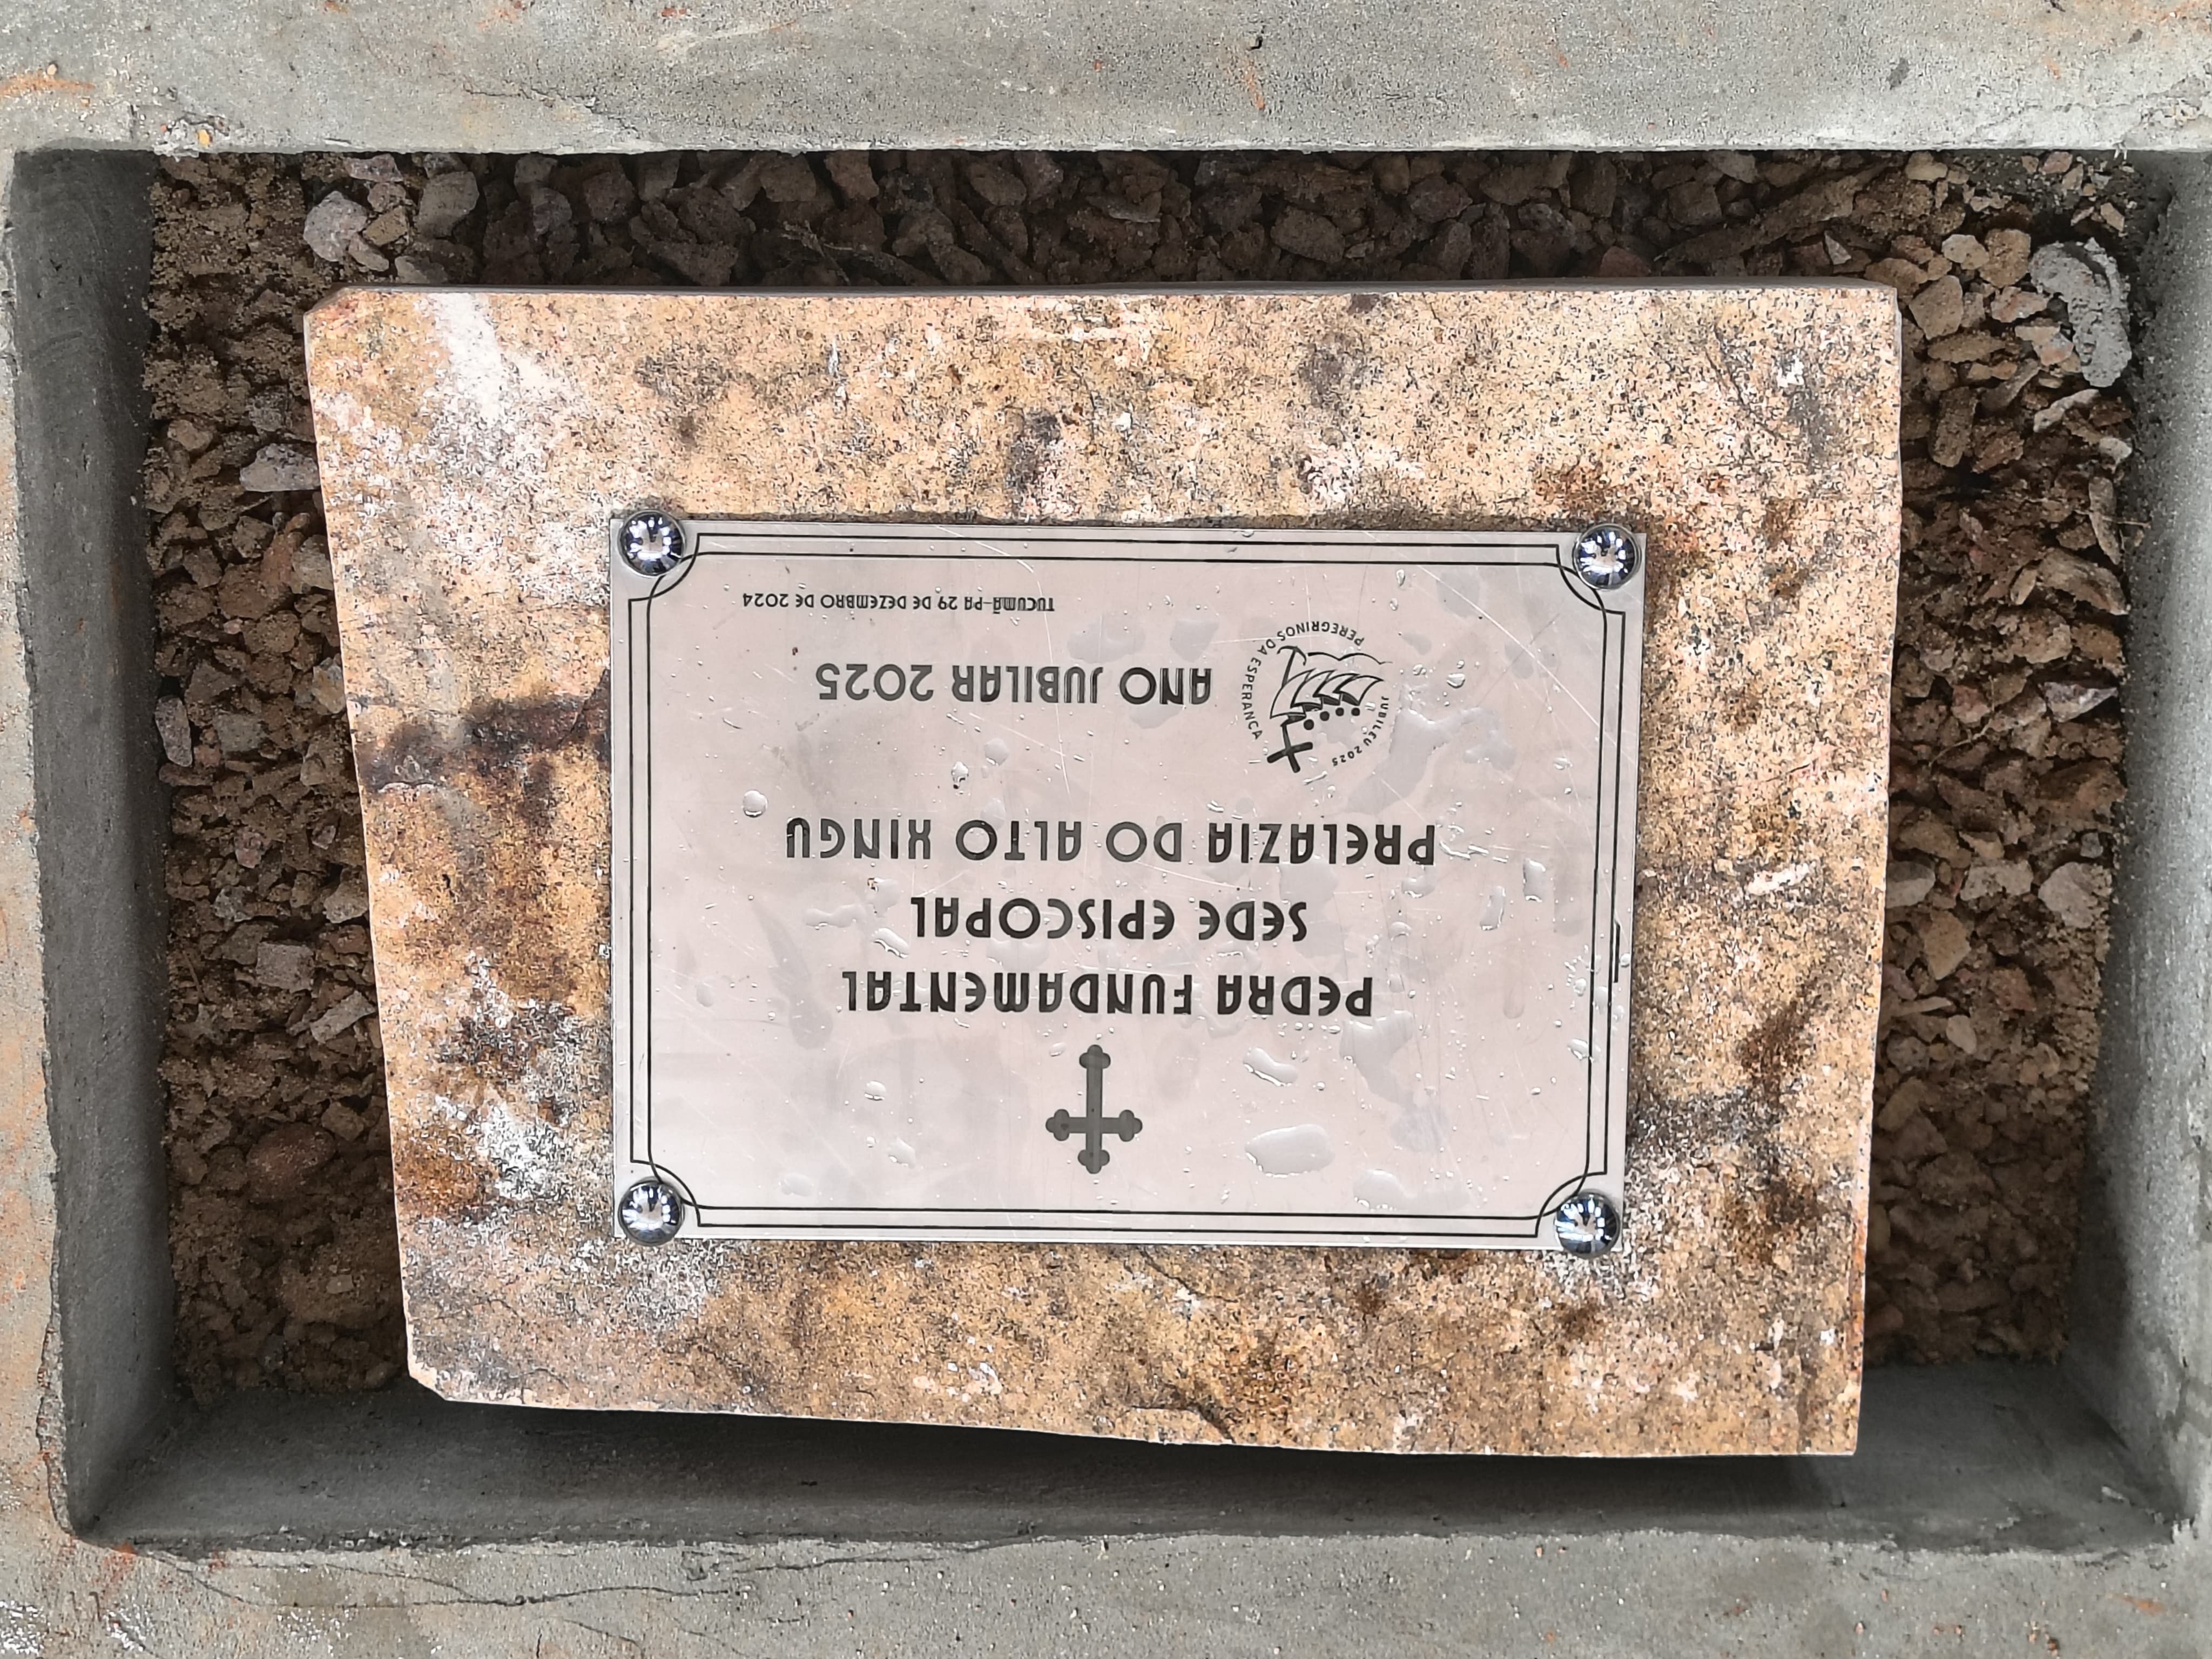 PEDRA FUNDAMENTAL
SEDE EPISCOPAL
PRELAZIA DO ALTO XINGU
JUBILEU 2025
PEREGRINOS DA ESPERANÇA
ANO JUBILAR 2025
TUCUMÃ-PA 29 DE DEZEMBRO DE 2024